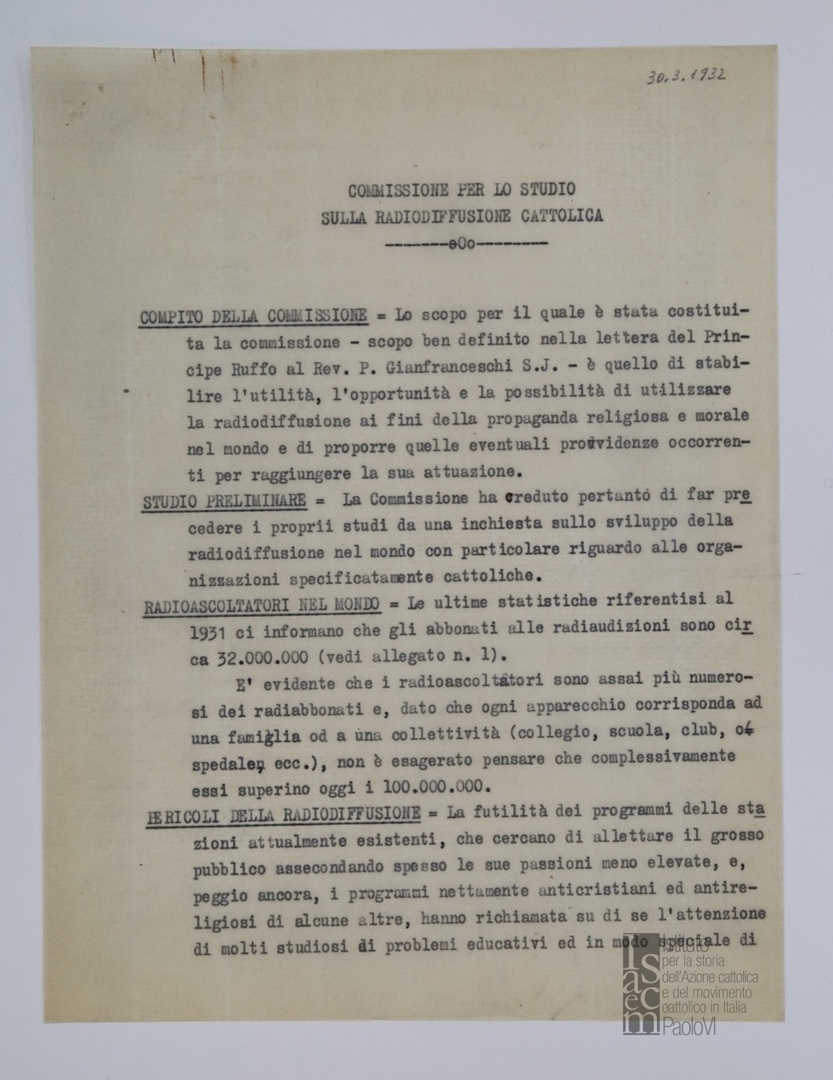 30.3.1932
COMMISSIONE PER LO STUDIO
SULLA RADIODIFFUSIONE CATTOLICA
-------o0o--------
COMPITO DELLA COMMISSIONE = Lo scopo per il quale è stata costitui-
ta la commissione - scopo ben definito nella lettera del Prin-
cipe Ruffo al Rev. P. Gianfranceschi S.J. - è quello di stabi-
lire l'utilità, l'opportunità e la possibilità di utilizzare
la radiodiffusione ai fini della propaganda religiosa e morale
nel mondo e di proporre quelle eventuali provvidenze occorren-
ti per raggiungere la sua attuazione.
STUDIO PRELIMINARE = La Commissione ha creduto pertanto di far pre
cedere i proprii studi da una inchiesta sullo sviluppo della
radiodiffusione nel mondo con particolare riguardo alle orga-
nizzazioni specificatamente cattoliche.
RADIOASCOLTATORI NEL MONDO = Le ultime statistiche riferentisi al
1931 ci informano che gli abbonati alle radiaudizioni sono cir
ca 32.000.000 (vedi allegato n. 1).
E' evidente che i radioascoltatori sono assai più numero-
si dei radiabbonati e, dato che ogni apparecchio corrisponda ad
una famiglia od a una collettività (collegio, scuola, club, o
spedale, ecc.), non è esagerato pensare che complessivamente
essi superino oggi i 100.000.000.
PERICOLI DELLA RADIODIFFUSIONE = La futilità dei programmi delle sta
zioni attualmente esistenti, che cercano di allettare il grosso
pubblico assecondando spesso le sue passioni meno elevate, e,
peggio ancora, i programmi nettamente anticristiani ed antire-
ligiosi di alcune altre, hanno richiamata su di se l'attenzione
di molti studiosi di problemi educativi ed in modo speciale di
Isacem
Istituto
per la storia
dell'Azione cattolica
e del movimento
cattolico in Italia
PaoloVI